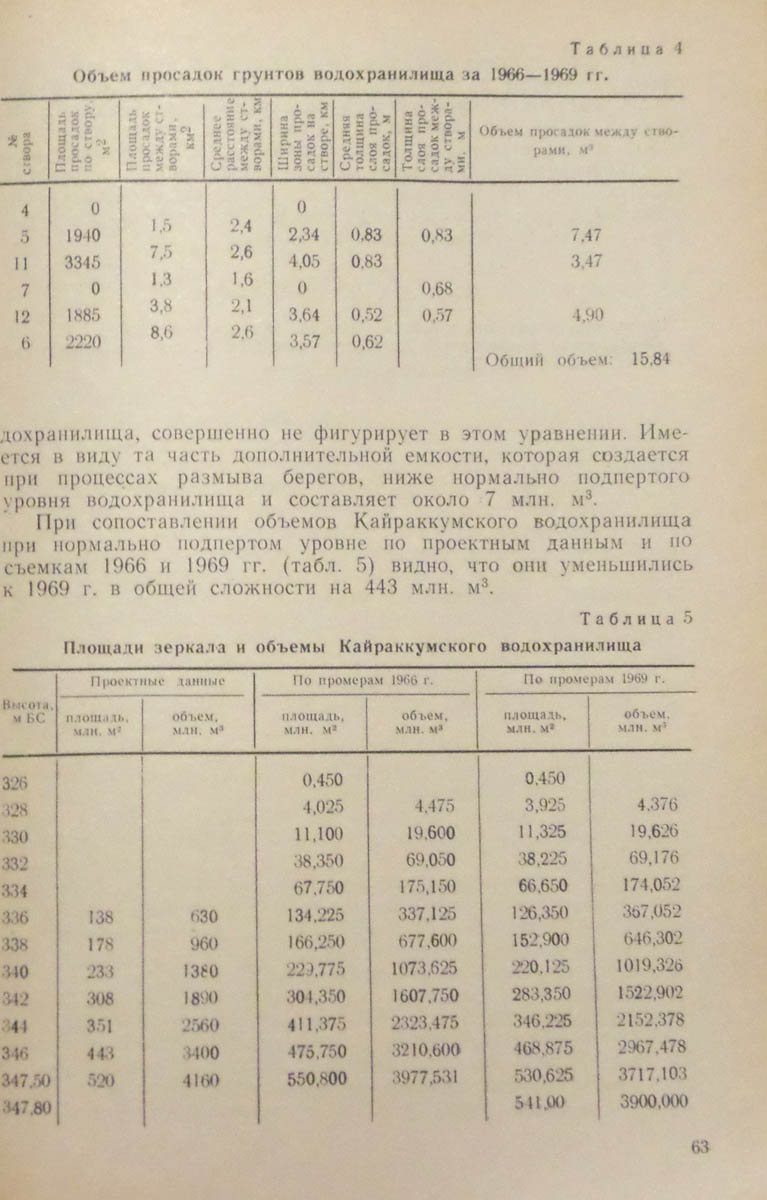 Таблица 4
Объем просадок грунтов водохранилища за 1966—1969 гг.
№ створа | Площадь просадок по створу, м² | Площадь просадок между створами, км² | Среднее расстояние между створами, км | Ширина зоны просадок на створе, км | Средняя толщина слоя просадок, м | Толщина слоя просадок между створами, м | Объем просадок между створами, м³
4 0 0
1,5 2,4
5 1940 2,34 0,83 0,83 7,47
7,5 2,6
11 3345 4,05 0,83 3,47
1,3 1,6
7 0 0 0,68
3,8 2,1
12 1885 3,64 0,52 0,57 4,90
8,6 2,6
6 2220 3,57 0,62
Общий объем: 15,84
дохранилища, совершенно не фигурирует в этом уравнении. Име-
ется в виду та часть дополнительной емкости, которая создается
при процессах размыва берегов, ниже нормально подпертого
уровня водохранилища и составляет около 7 млн. м³.
При сопоставлении объемов Кайраккумского водохранилища
при нормально подпертом уровне по проектным данным и по
съемкам 1966 и 1969 гг. (табл. 5) видно, что они уменьшились
к 1969 г. в общей сложности на 443 млн. м³.
Таблица 5
Площади зеркала и объемы Кайраккумского водохранилища
Высота, м БС | Проектные данные | По промерам 1966 г. | По промерам 1969 г.
площадь, млн. м² | объем, млн. м³ | площадь, млн. м² | объем, млн. м³ | площадь, млн. м² | объем, млн. м³
326 0,450 0,450
328 4,025 4,475 3,925 4,376
330 11,100 19,600 11,325 19,626
332 38,350 69,050 38,225 69,176
334 67,750 175,150 66,650 174,052
336 138 630 134,225 337,125 126,350 367,052
338 178 960 166,250 677,600 152,900 646,302
340 233 1380 229,775 1073,625 220,125 1019,326
342 308 1890 304,350 1607,750 283,350 1522,902
344 351 2560 411,375 2323,475 346,225 2152,378
346 443 3400 475,750 3210,600 468,875 2967,478
347,50 520 4160 550,800 3977,531 530,625 3717,103
347,80 541,00 3900,000
63